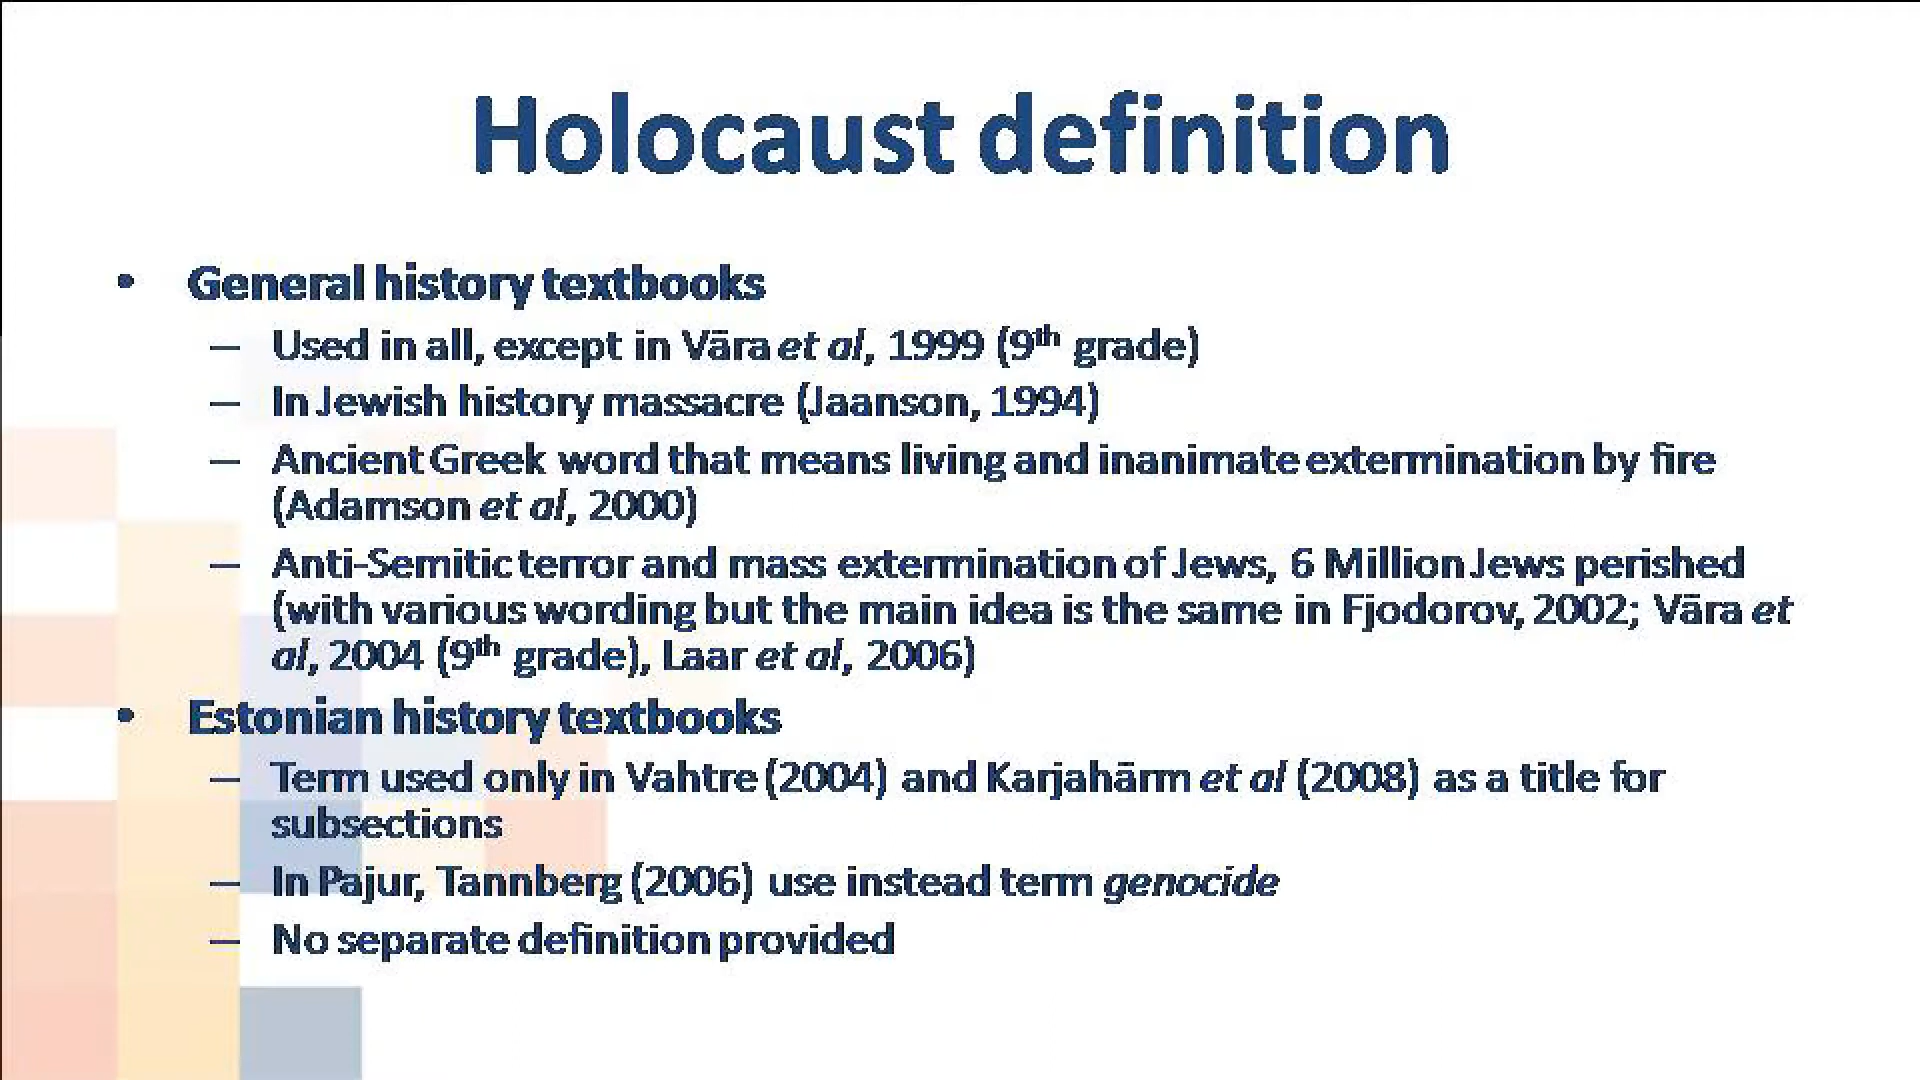 Holocaust definition
• General history textbooks
– Used in all, except in Vära et al, 1999 (9th grade)
– In Jewish history massacre (Jaanson, 1994)
– Ancient Greek word that means living and inanimate extermination by fire
(Adamson et al, 2000)
– Anti-Semitic terror and mass extermination of Jews, 6 Million Jews perished
(with various wording but the main idea is the same in Fjodorov, 2002; Vära et
al, 2004 (9th grade), Laar et al, 2006)
• Estonian history textbooks
– Term used only in Vahtre (2004) and Karjahärm et al (2008) as a title for
subsections
– In Pajur, Tannberg (2006) use instead term genocide
– No separate definition provided